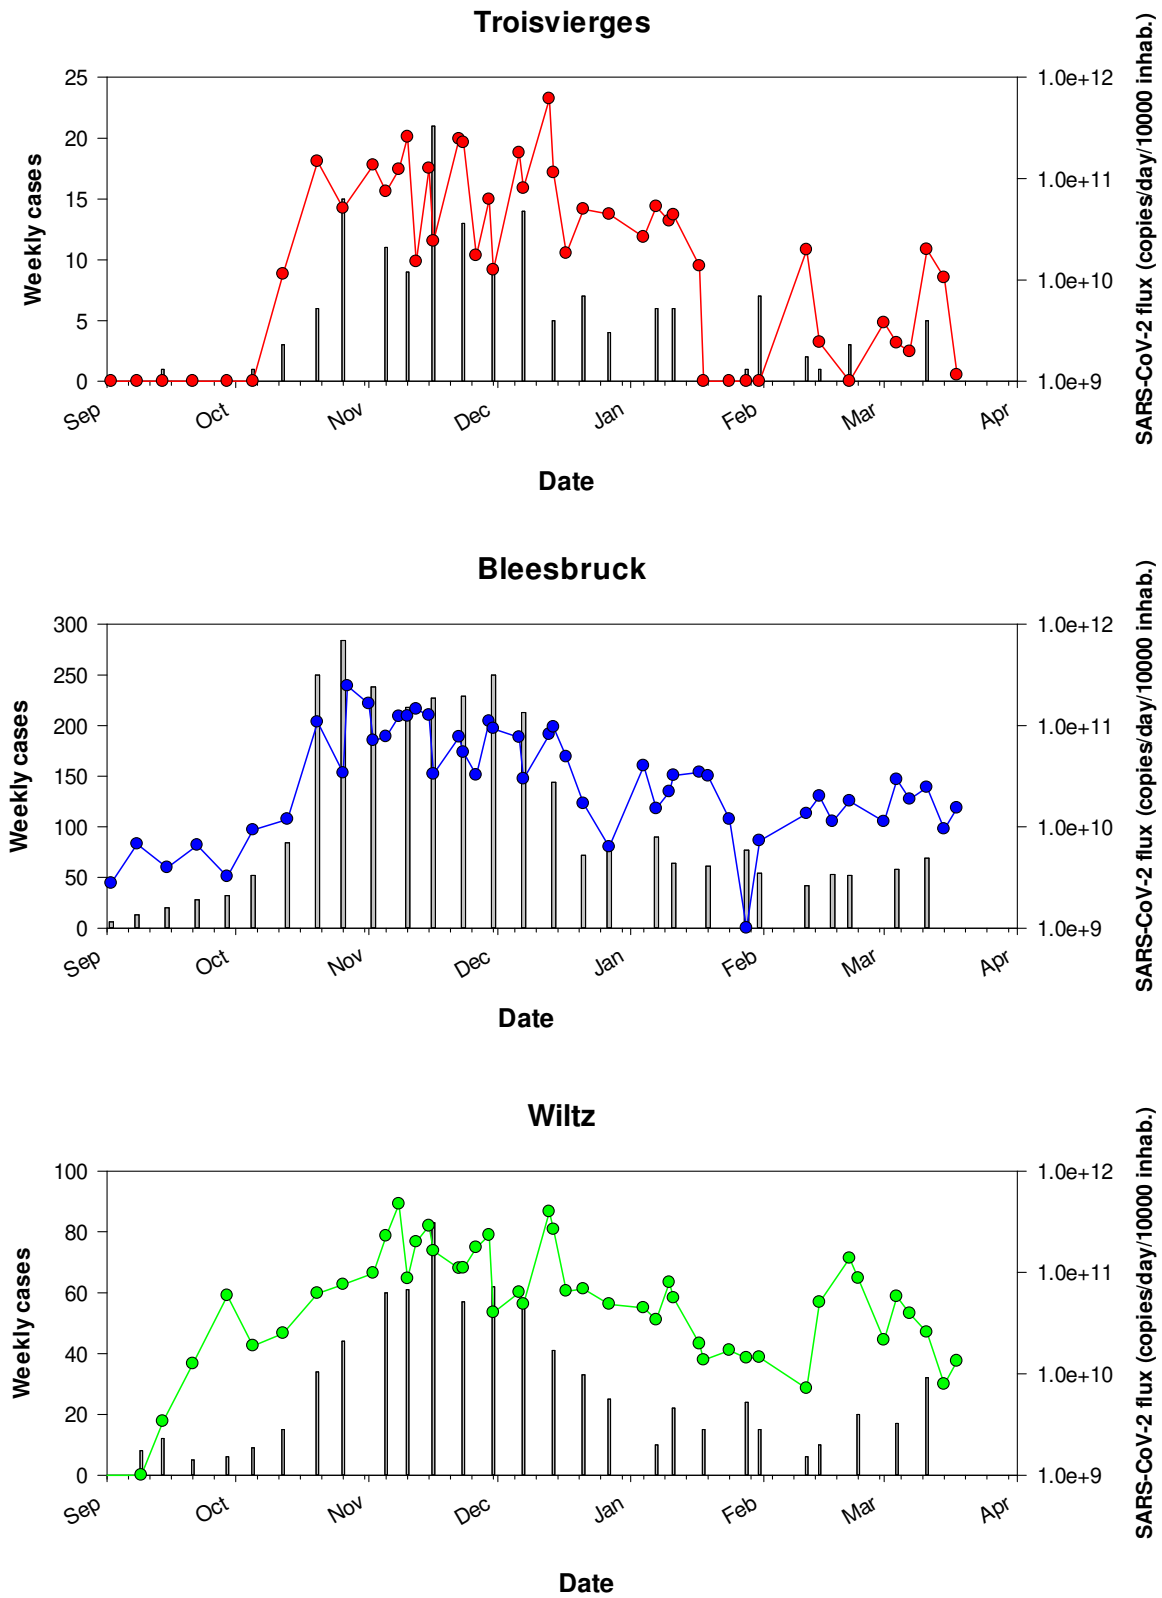 Troisvierges
25
20
15
10
5
0
Weekly cases
1.0e+12
1.0e+11
1.0e+10
1.0e+9
SARS-CoV-2 flux (copies/day/10000 inhab.)
Sep
Oct
Nov
Dec
Jan
Feb
Mar
Apr
Date
Bleesbruck
300
250
200
150
100
50
0
Weekly cases
1.0e+12
1.0e+11
1.0e+10
1.0e+9
SARS-CoV-2 flux (copies/day/10000 inhab.)
Sep
Oct
Nov
Dec
Jan
Feb
Mar
Apr
Date
Wiltz
100
80
60
40
20
0
Weekly cases
1.0e+12
1.0e+11
1.0e+10
1.0e+9
SARS-CoV-2 flux (copies/day/10000 inhab.)
Sep
Oct
Nov
Dec
Jan
Feb
Mar
Apr
Date